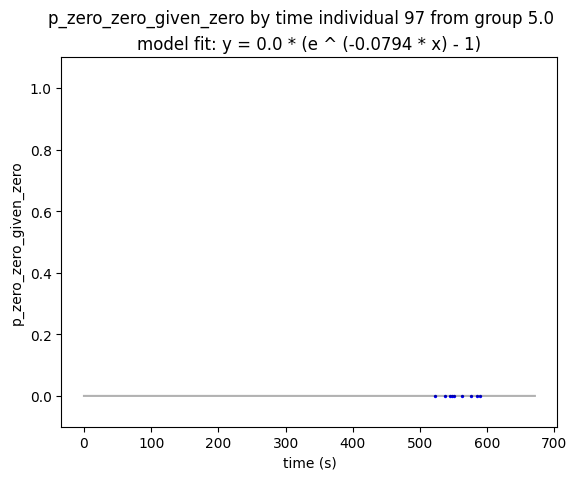 p_zero_zero_given_zero by time individual 97 from group 5.0
model fit: y = 0.0 * (e ^ (-0.0794 * x) - 1)
1.0
0.8
0.6
0.4
0.2
0.0
p_zero_zero_given_zero
0 100 200 300 400 500 600 700
time (s)